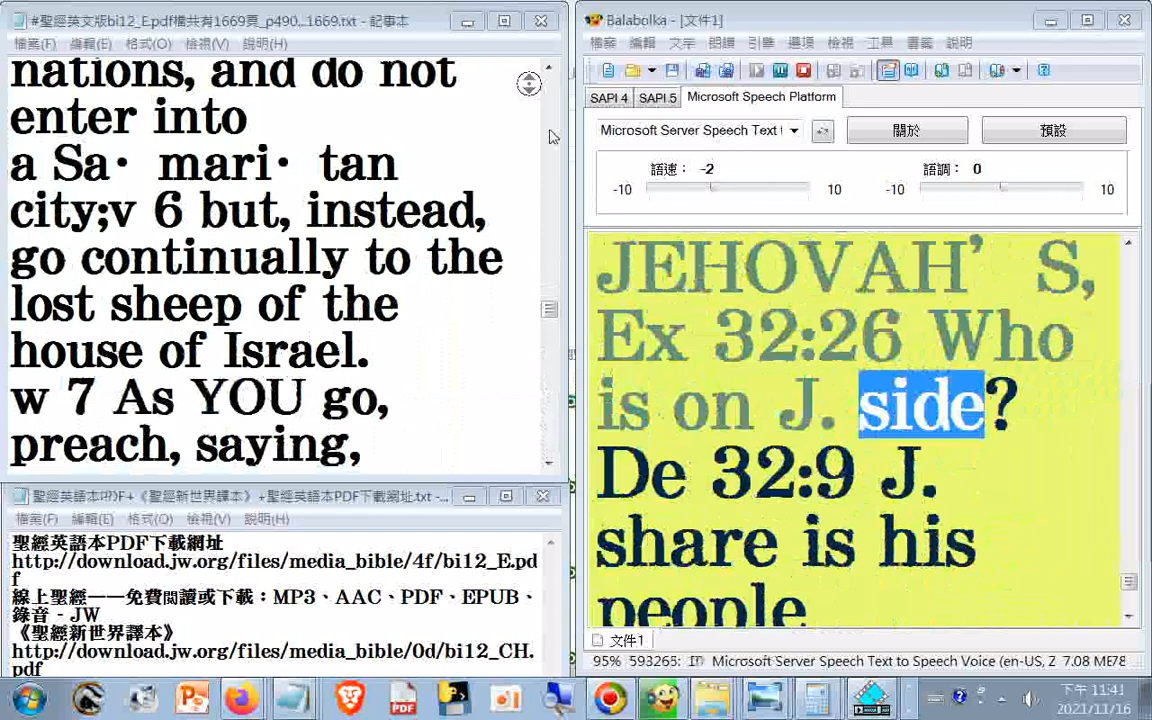 #聖經英文版bi12_E.pdf檔共有1669頁_p490,..1669.txt - 記事本
檔案(F) 編輯(E) 格式(O) 檢視(V) 說明(H)
nations, and do not
enter into
a Sa· mari· tan
city;v 6 but, instead,
go continually to the
lost sheep of the
house of Israel.
w 7 As YOU go,
preach, saying,
聖經英語本PDF+《聖經新世界譯本》+聖經英語本PDF下載網址.txt -...
檔案(F) 編輯(E) 格式(O) 檢視(V) 說明(H)
聖經英語本PDF下載網址
http://download.jw.org/files/media_bible/4f/bi12_E.pd
f
線上聖經——免費閱讀或下載：MP3、AAC、PDF、EPUB、
錄音 - JW
《聖經新世界譯本》
http://download.jw.org/files/media_bible/0d/bi12_CH.
pdf
Balabolka - [文件1]
檔案 編輯 文字 朗讀 引擎 選項 檢視 工具 書籤 說明
SAPI 4 SAPI 5 Microsoft Speech Platform
Microsoft Server Speech Text 關於 預設
語速： -2 語調： 0
-10 10 -10 10
JEHOVAH’ S,
Ex 32:26 Who
is on J. side?
De 32:9 J.
share is his
people
文件1
95% 593265: Microsoft Server Speech Text to Speech Voice (en-US, Z 7.08 ME
下午 11:41
2021/11/16